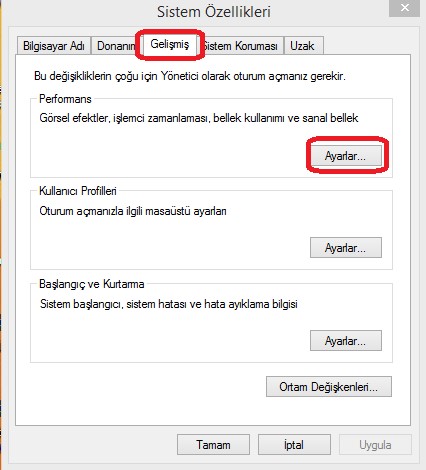 Sistem Özellikleri
Bilgisayar Adı Donanım Gelişmiş Sistem Koruması Uzak
Bu değişikliklerin çoğu için Yönetici olarak oturum açmanız gerekir.
Performans
Görsel efektler, işlemci zamanlaması, bellek kullanımı ve sanal bellek
Ayarlar...
Kullanıcı Profilleri
Oturum açmanızla ilgili masaüstü ayarları
Ayarlar...
Başlangıç ve Kurtarma
Sistem başlangıcı, sistem hatası ve hata ayıklama bilgisi
Ayarlar...
Ortam Değişkenleri...
Tamam İptal Uygula